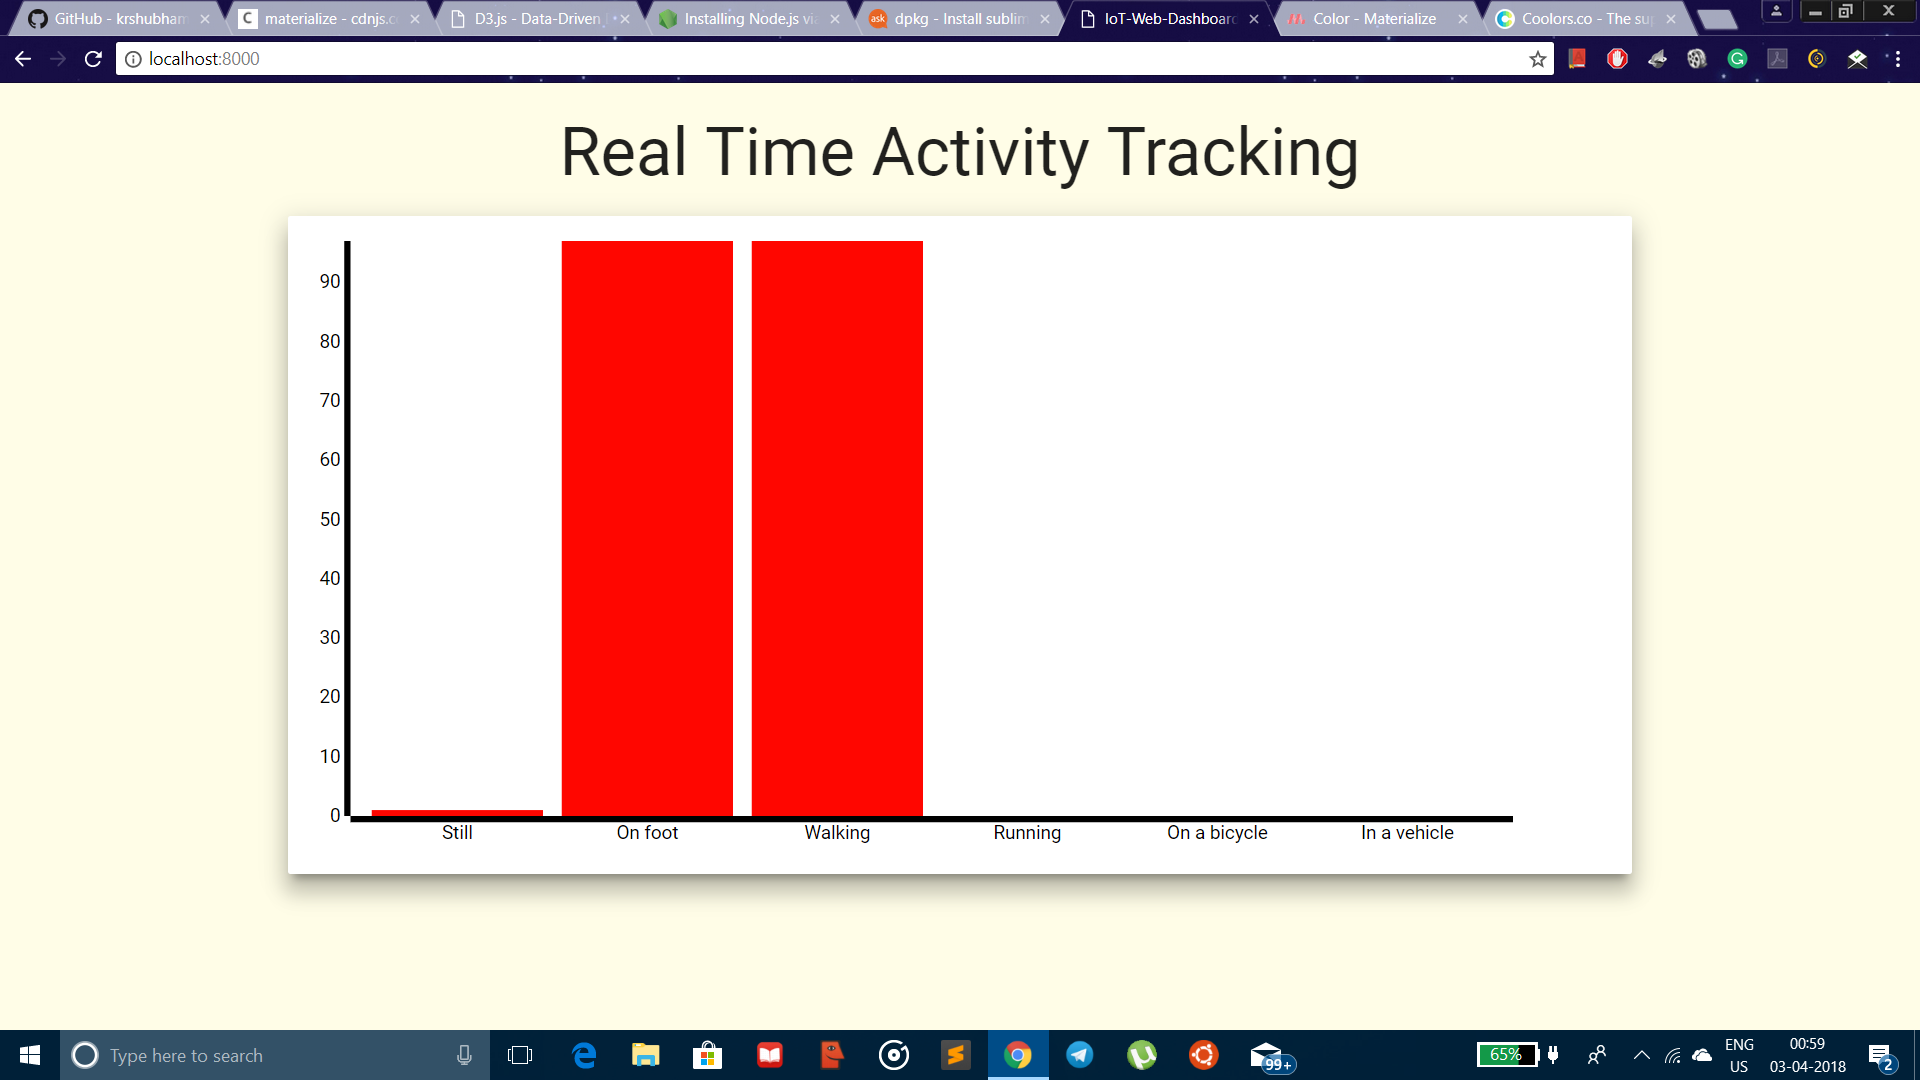 GitHub - krshubham
materialize - cdnjs.c
D3.js - Data-Driven
Installing Node.js via
dpkg - Install sublim
IoT-Web-Dashboard
Color - Materialize
Coolors.co - The su
localhost:8000
Real Time Activity Tracking
90
80
70
60
50
40
30
20
10
0
Still On foot Walking Running On a bicycle In a vehicle
Type here to search
99+
65%
ENG
US
00:59
03-04-2018
2